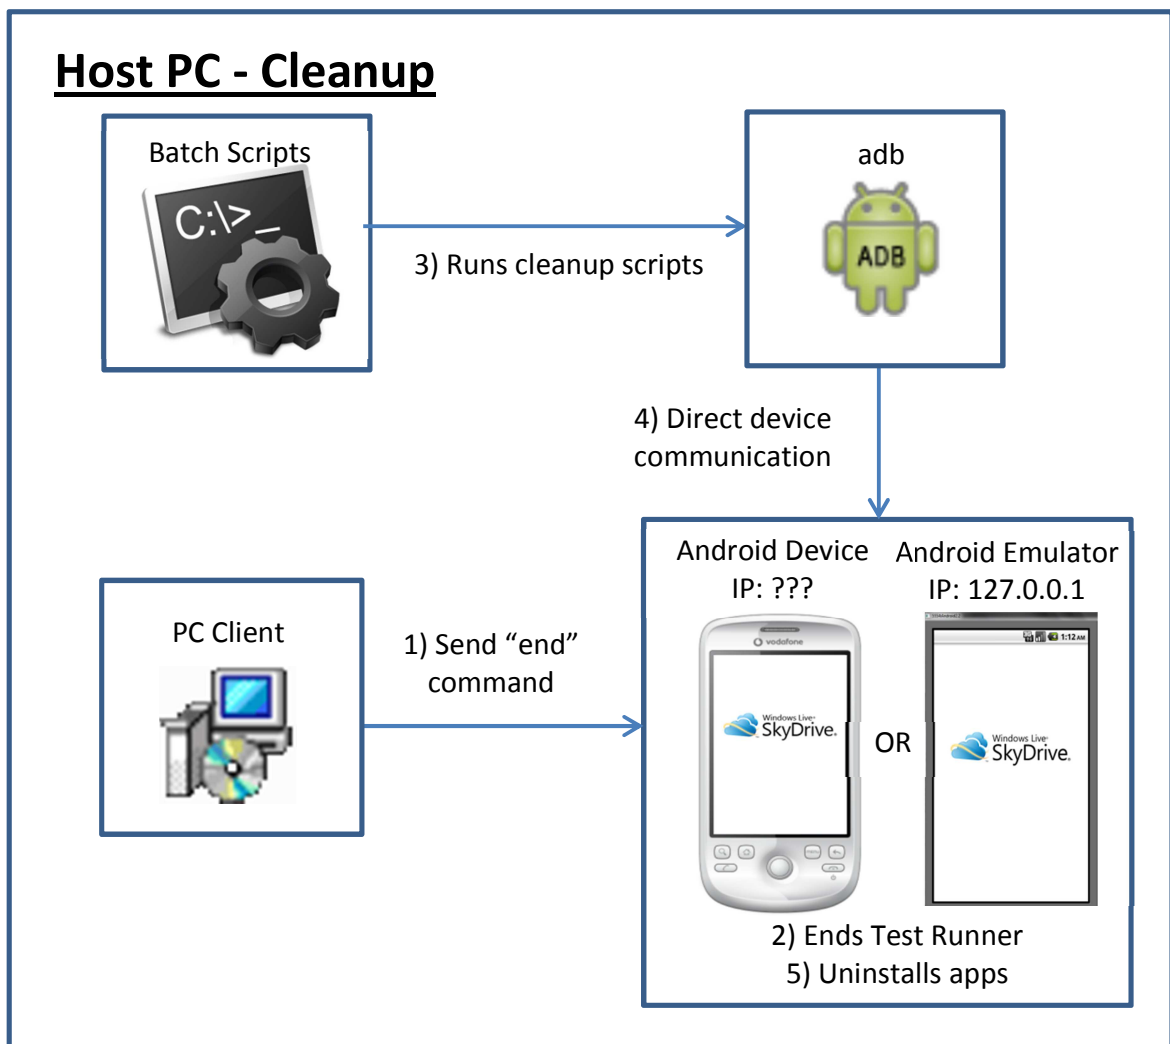 Host PC - Cleanup
Batch Scripts
C:\>_
3) Runs cleanup scripts
adb
ADB
4) Direct device
communication
PC Client
1) Send “end”
command
Android Device
IP: ???
Android Emulator
IP: 127.0.0.1
vodafone
Windows Live
SkyDrive.
OR
1:12 AM
Windows Live
SkyDrive.
2) Ends Test Runner
5) Uninstalls apps